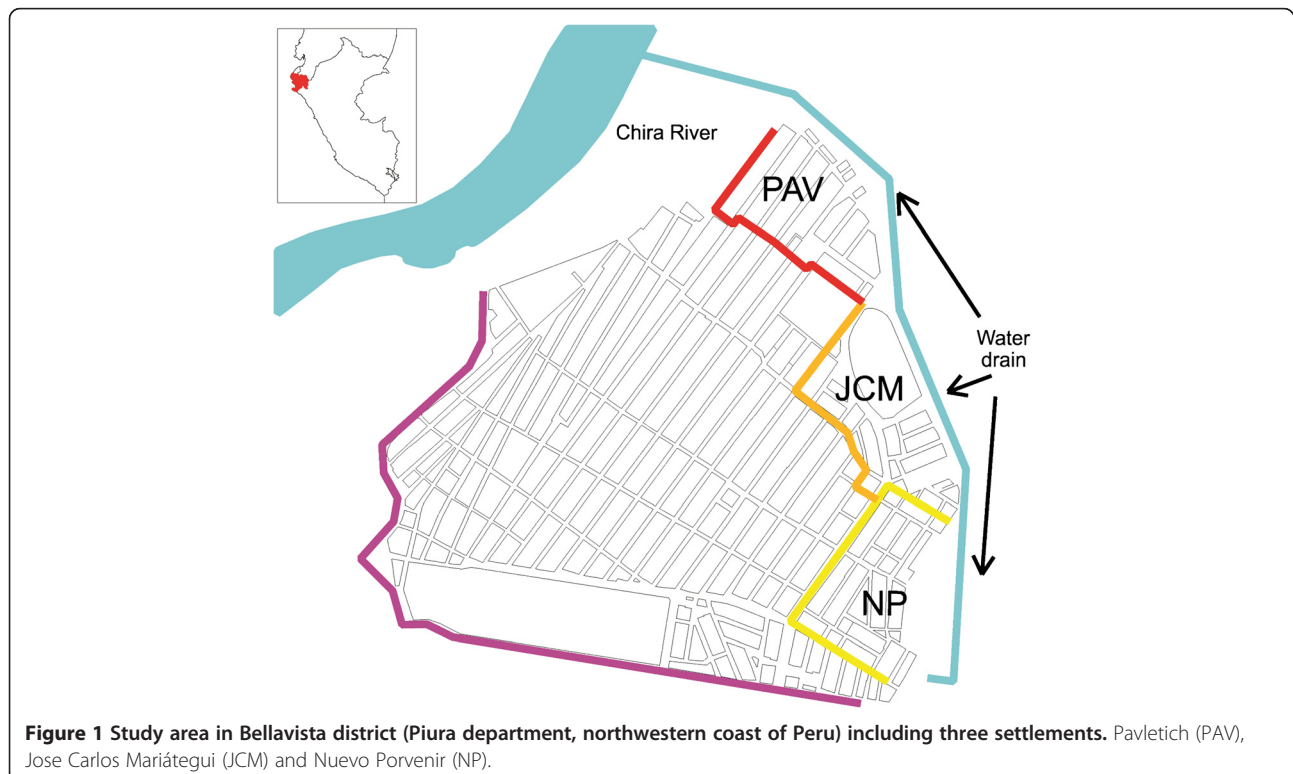 Chira River
PAV
Water
drain
JCM
NP
Figure 1 Study area in Bellavista district (Piura department, northwestern coast of Peru) including three settlements. Pavletich (PAV),
Jose Carlos Mariátegui (JCM) and Nuevo Porvenir (NP).